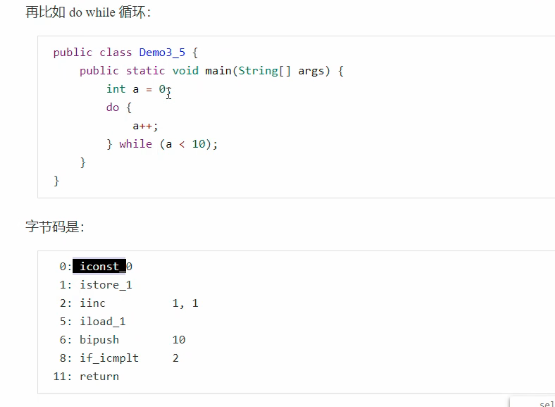 再比如 do while 循环:
public class Demo3_5 {
public static void main(String[] args) {
int a = 0;
do {
a++;
} while (a < 10);
}
}
字节码是:
0: iconst_0
1: istore_1
2: iinc 1, 1
5: iload_1
6: bipush 10
8: if_icmplt 2
11: return